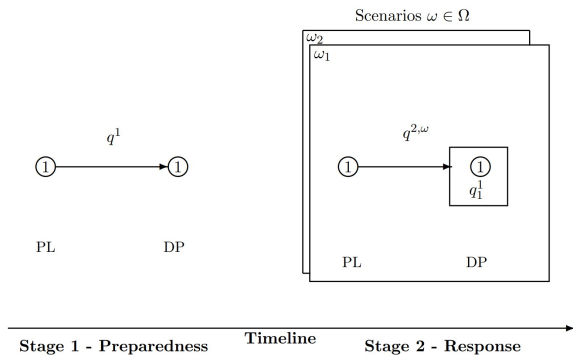 Scenarios ω ∈ Ω
ω₂
ω₁
q¹
q²,ω
1
1
1
1
q₁¹
PL
DP
PL
DP
Timeline
Stage 1 - Preparedness
Stage 2 - Response